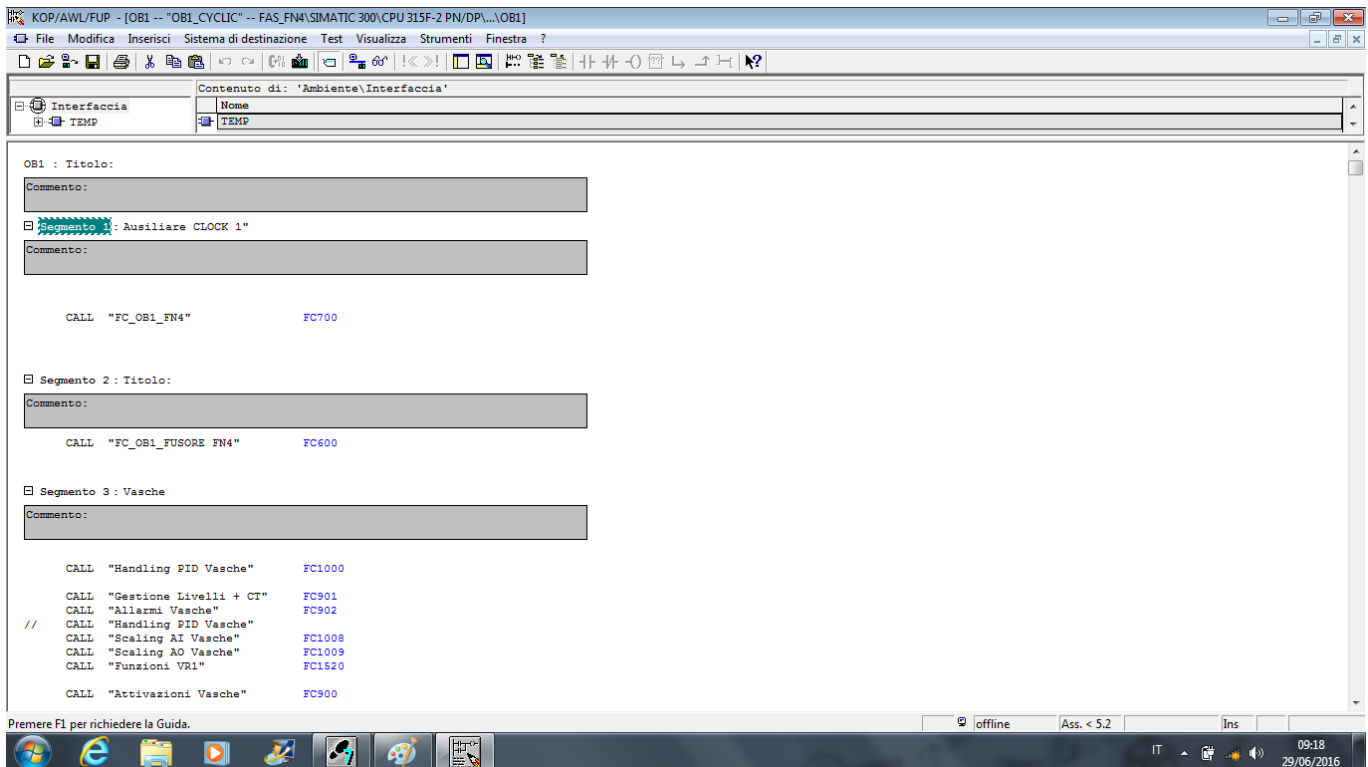 KOP/AWL/FUP - [OB1 -- "OB1_CYCLIC" -- FAS_FN4\SIMATIC 300\CPU 315F-2 PN/DP\...\OB1]
File Modifica Inserisci Sistema di destinazione Test Visualizza Strumenti Finestra ?
Contenuto di: 'Ambiente\Interfaccia'
Interfaccia
Nome
TEMP
TEMP
OB1 : Titolo:
Commento:
Segmento 1: Ausiliare CLOCK 1"
Commento:
CALL "FC_OB1_FN4" FC700
Segmento 2 : Titolo:
Commento:
CALL "FC_OB1_FUSORE FN4" FC600
Segmento 3 : Vasche
Commento:
CALL "Handling PID Vasche" FC1000
CALL "Gestione Livelli + CT" FC901
CALL "Allarmi Vasche" FC902
// CALL "Handling PID Vasche"
CALL "Scaling AI Vasche" FC1008
CALL "Scaling AO Vasche" FC1009
CALL "Funzioni VR1" FC1520
CALL "Attivazioni Vasche" FC900
Premere F1 per richiedere la Guida.
offline
Ass. < 5.2
Ins
IT
09:18
29/06/2016